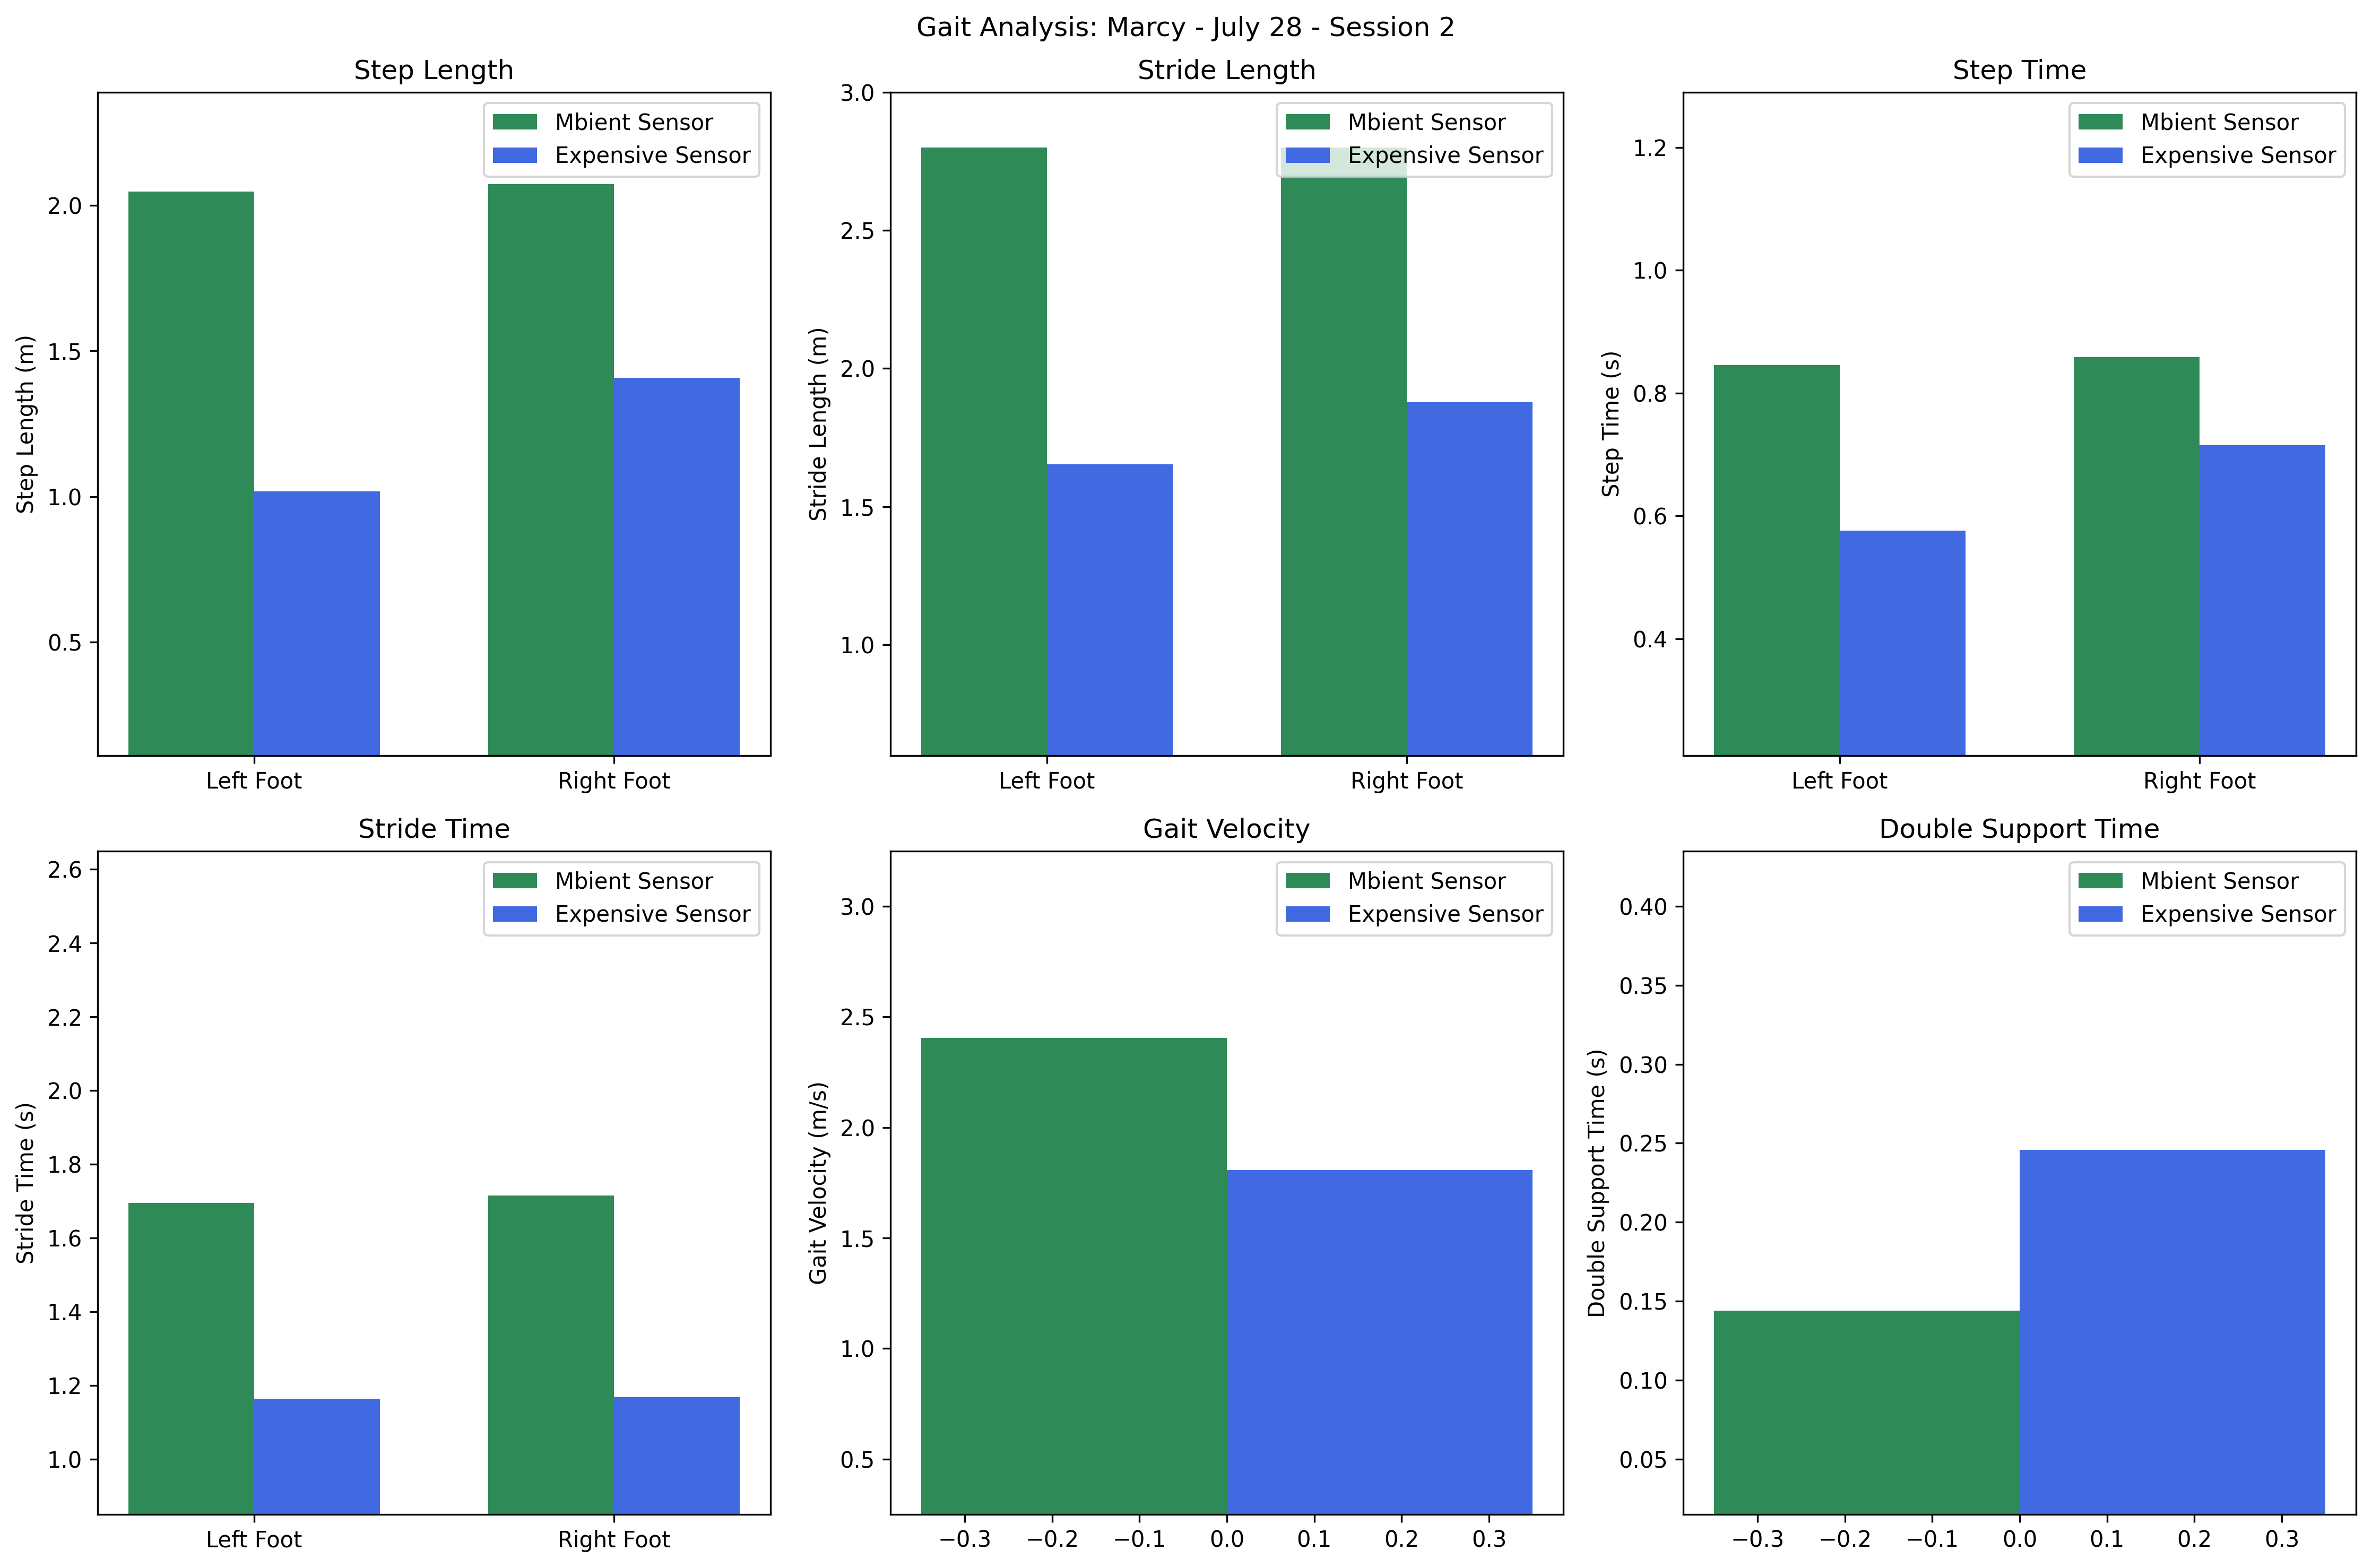 Gait Analysis: Marcy - July 28 - Session 2
Step Length
Step Length (m)
2.0
1.5
1.0
0.5
Mbient Sensor
Expensive Sensor
Left Foot
Right Foot
Stride Length
Stride Length (m)
3.0
2.5
2.0
1.5
1.0
Mbient Sensor
Expensive Sensor
Left Foot
Right Foot
Step Time
Step Time (s)
1.2
1.0
0.8
0.6
0.4
Mbient Sensor
Expensive Sensor
Left Foot
Right Foot
Stride Time
Stride Time (s)
2.6
2.4
2.2
2.0
1.8
1.6
1.4
1.2
1.0
Mbient Sensor
Expensive Sensor
Left Foot
Right Foot
Gait Velocity
Gait Velocity (m/s)
3.0
2.5
2.0
1.5
1.0
0.5
Mbient Sensor
Expensive Sensor
−0.3 −0.2 −0.1 0.0 0.1 0.2 0.3
Double Support Time
Double Support Time (s)
0.40
0.35
0.30
0.25
0.20
0.15
0.10
0.05
Mbient Sensor
Expensive Sensor
−0.3 −0.2 −0.1 0.0 0.1 0.2 0.3